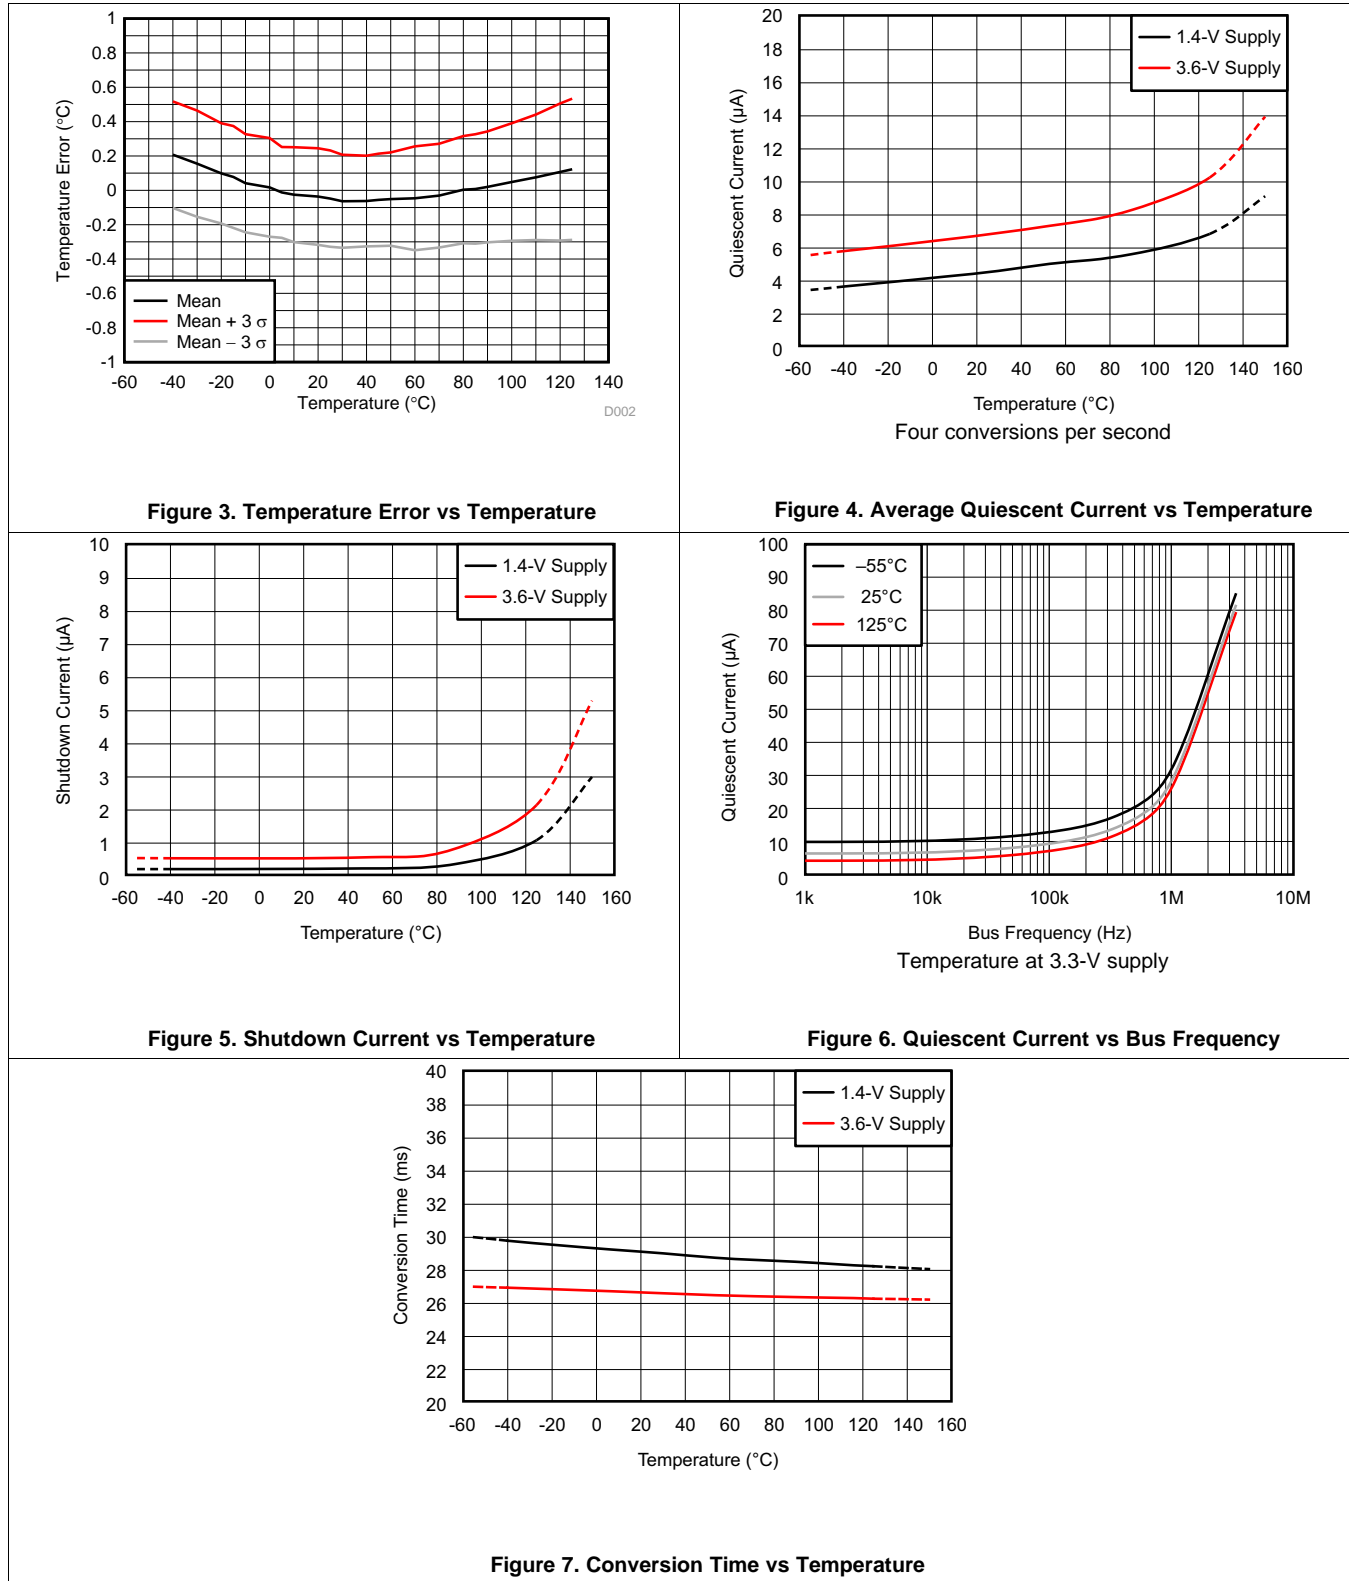 1
0.8
0.6
0.4
0.2
0
-0.2
-0.4
-0.6
-0.8
-1
Temperature Error (°C)
Mean
Mean + 3 σ
Mean − 3 σ
-60 -40 -20 0 20 40 60 80 100 120 140
Temperature (°C)
D002
Figure 3. Temperature Error vs Temperature
20
18
16
14
12
10
8
6
4
2
0
Quiescent Current (µA)
1.4-V Supply
3.6-V Supply
-60 -40 -20 0 20 40 60 80 100 120 140 160
Temperature (°C)
Four conversions per second
Figure 4. Average Quiescent Current vs Temperature
10
9
8
7
6
5
4
3
2
1
0
Shutdown Current (µA)
1.4-V Supply
3.6-V Supply
-60 -40 -20 0 20 40 60 80 100 120 140 160
Temperature (°C)
Figure 5. Shutdown Current vs Temperature
100
90
80
70
60
50
40
30
20
10
0
Quiescent Current (µA)
–55°C
25°C
125°C
1k 10k 100k 1M 10M
Bus Frequency (Hz)
Temperature at 3.3-V supply
Figure 6. Quiescent Current vs Bus Frequency
40
38
36
34
32
30
28
26
24
22
20
Conversion Time (ms)
1.4-V Supply
3.6-V Supply
-60 -40 -20 0 20 40 60 80 100 120 140 160
Temperature (°C)
Figure 7. Conversion Time vs Temperature